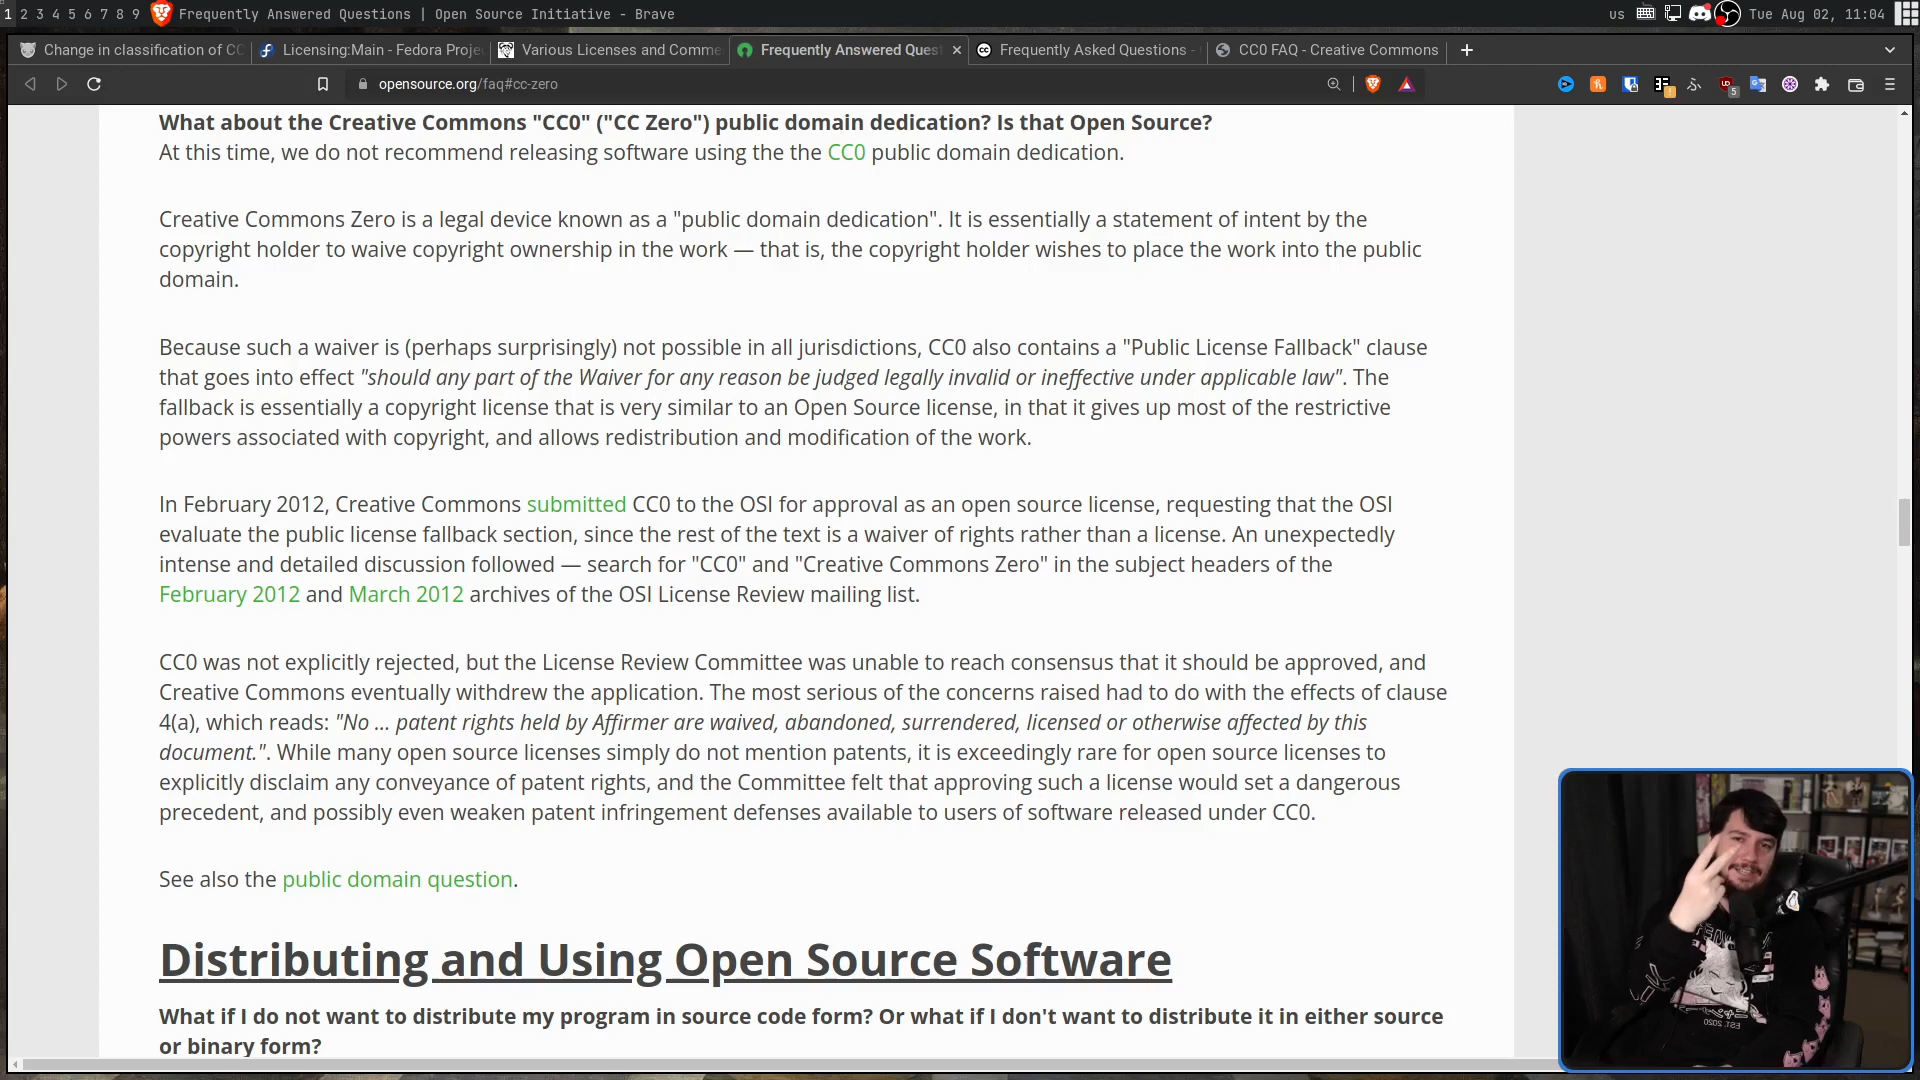 1 2 3 4 5 6 7 8 9 Frequently Answered Questions | Open Source Initiative - Brave us Tue Aug 02, 11:04
Change in classification of CC Licensing:Main - Fedora Proje Various Licenses and Comme Frequently Answered Quest Frequently Asked Questions - CC0 FAQ - Creative Commons
opensource.org/faq#cc-zero
What about the Creative Commons "CC0" ("CC Zero") public domain dedication? Is that Open Source?
At this time, we do not recommend releasing software using the the CC0 public domain dedication.
Creative Commons Zero is a legal device known as a "public domain dedication". It is essentially a statement of intent by the
copyright holder to waive copyright ownership in the work — that is, the copyright holder wishes to place the work into the public
domain.
Because such a waiver is (perhaps surprisingly) not possible in all jurisdictions, CC0 also contains a "Public License Fallback" clause
that goes into effect "should any part of the Waiver for any reason be judged legally invalid or ineffective under applicable law". The
fallback is essentially a copyright license that is very similar to an Open Source license, in that it gives up most of the restrictive
powers associated with copyright, and allows redistribution and modification of the work.
In February 2012, Creative Commons submitted CC0 to the OSI for approval as an open source license, requesting that the OSI
evaluate the public license fallback section, since the rest of the text is a waiver of rights rather than a license. An unexpectedly
intense and detailed discussion followed — search for "CC0" and "Creative Commons Zero" in the subject headers of the
February 2012 and March 2012 archives of the OSI License Review mailing list.
CC0 was not explicitly rejected, but the License Review Committee was unable to reach consensus that it should be approved, and
Creative Commons eventually withdrew the application. The most serious of the concerns raised had to do with the effects of clause
4(a), which reads: "No ... patent rights held by Affirmer are waived, abandoned, surrendered, licensed or otherwise affected by this
document.". While many open source licenses simply do not mention patents, it is exceedingly rare for open source licenses to
explicitly disclaim any conveyance of patent rights, and the Committee felt that approving such a license would set a dangerous
precedent, and possibly even weaken patent infringement defenses available to users of software released under CC0.
See also the public domain question.
Distributing and Using Open Source Software
What if I do not want to distribute my program in source code form? Or what if I don't want to distribute it in either source
or binary form?